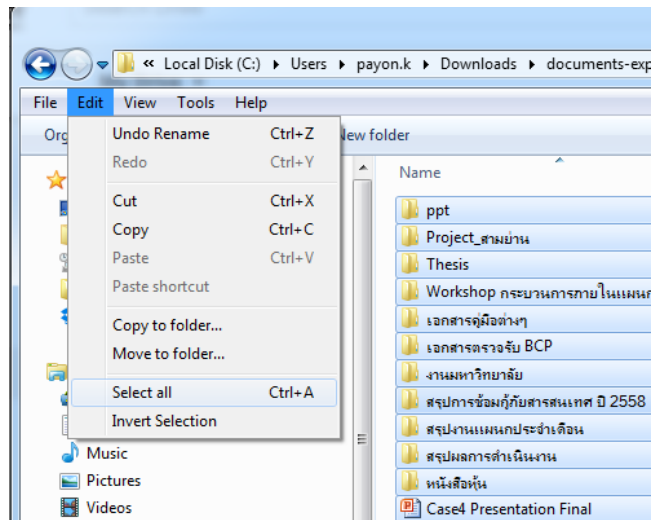 « Local Disk (C:) ▸ Users ▸ payon.k ▸ Downloads ▸ documents-exp
File Edit View Tools Help
Org New folder
Undo Rename Ctrl+Z
Redo Ctrl+Y
Cut Ctrl+X
Copy Ctrl+C
Paste Ctrl+V
Paste shortcut
Copy to folder...
Move to folder...
Select all Ctrl+A
Invert Selection
Music
Pictures
Videos
Name
ppt
Project_สามย่าน
Thesis
Workshop กระบวนการภายในแผนก
เอกสารคู่มือต่างๆ
เอกสารตรวจรับ BCP
งานมหาวิทยาลัย
สรุปการซ้อมกู้ภัยสารสนเทศ ปี 2558
สรุปงานแผนกประจำเดือน
สรุปผลการดำเนินงาน
หนังสือหุ้น
Case4 Presentation Final